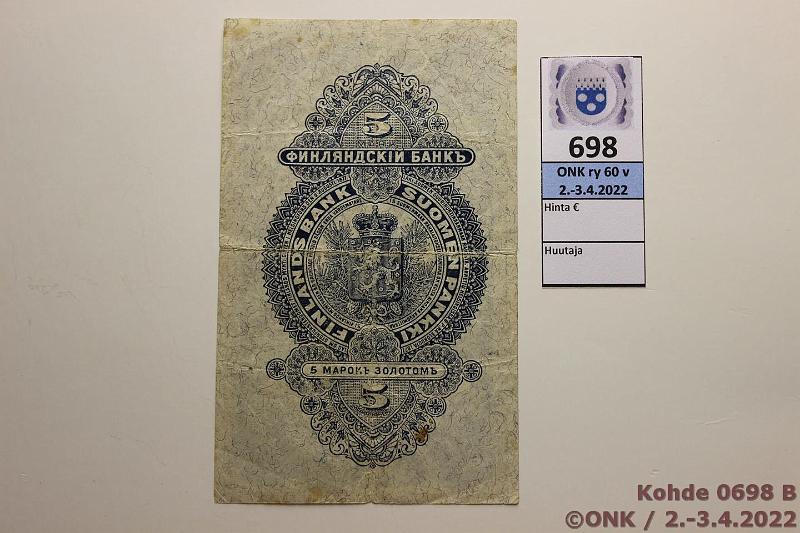 5
ФИНЛЯНДСКІЙ БАНКЪ
FINLANDS BANK
SUOMEN PANKKI
5 МАРОКЪ ЗОЛОТОМЪ
5
698
ONK ry 60 v
2.-3.4.2022
Hinta €
Huutaja
Kohde 0698 B
©ONK / 2.-3.4.2022